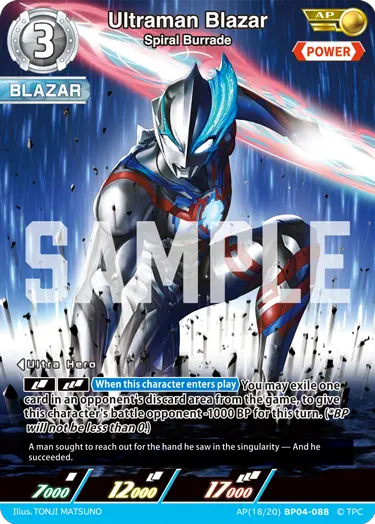 Ultraman Blazar
Spiral Burrade
AP
3
POWER
BLAZAR
SAMPLE
Ultra Hero
When this character enters play You may exile one
card in an opponent's discard area from the game, to give
this character's battle opponent -1000 BP for this turn. (*BP
will not be less than 0.)
A man sought to reach out for the hand he saw in the singularity — And he
succeeded.
7000 12000 17000
Illus. TONJI MATSUNO AP(18/20) BP04-088 © TPC